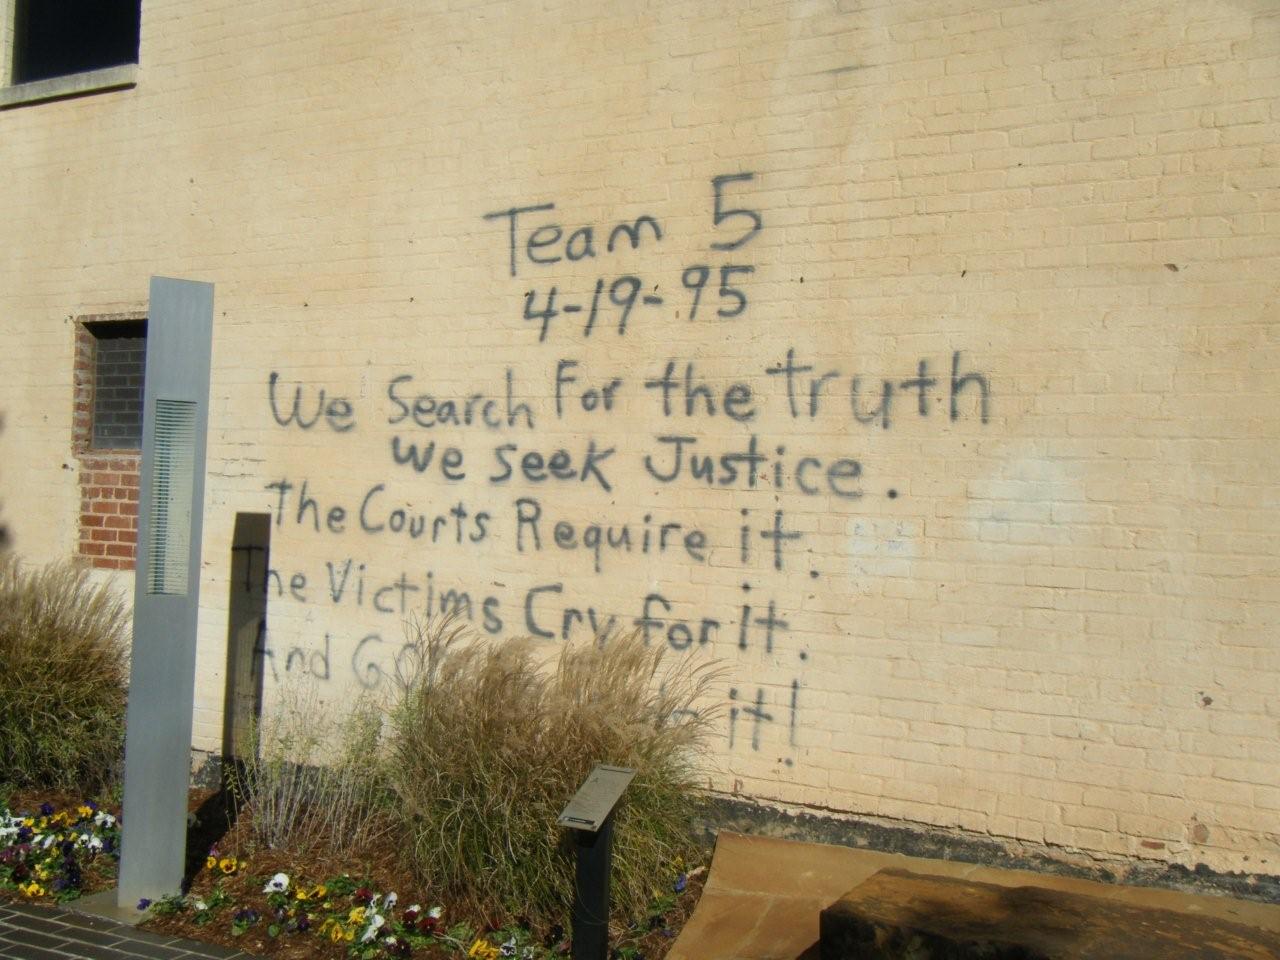 Team 5
4-19-95
We Search For the truth
We seek Justice.
The Courts Require it.
The Victims Cry for it.
And G
it!